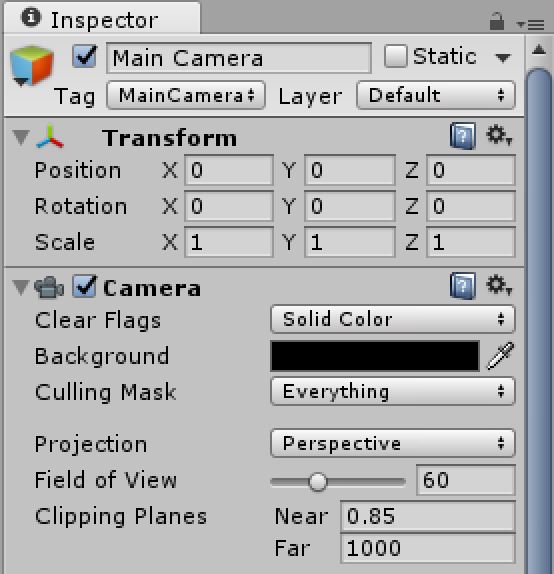 Inspector
Main Camera Static
Tag MainCamera Layer Default
Transform
Position X 0 Y 0 Z 0
Rotation X 0 Y 0 Z 0
Scale X 1 Y 1 Z 1
Camera
Clear Flags Solid Color
Background
Culling Mask Everything
Projection Perspective
Field of View 60
Clipping Planes Near 0.85
Far 1000